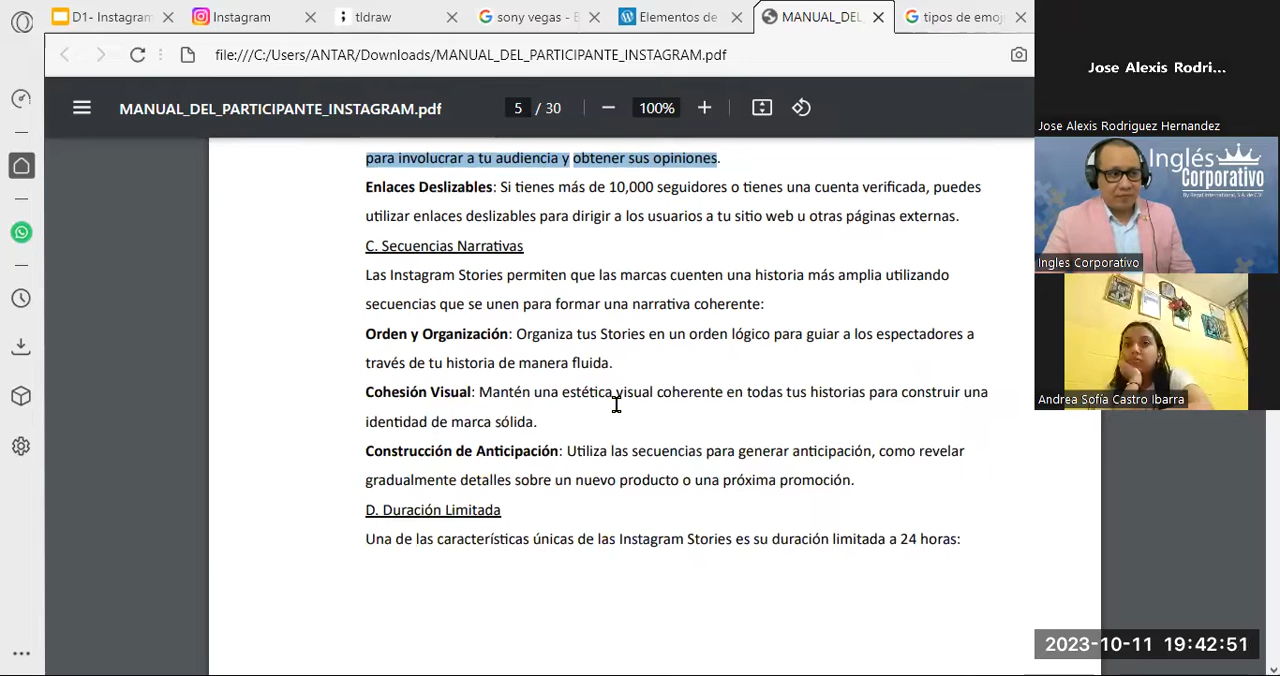 D1- Instagram
Instagram
tldraw
sony vegas - B
Elementos de
MANUAL_DEL_
tipos de emoj
file:///C:/Users/ANTAR/Downloads/MANUAL_DEL_PARTICIPANTE_INSTAGRAM.pdf
MANUAL_DEL_PARTICIPANTE_INSTAGRAM.pdf
5 / 30
100%
para involucrar a tu audiencia y obtener sus opiniones.
Enlaces Deslizables: Si tienes más de 10,000 seguidores o tienes una cuenta verificada, puedes
utilizar enlaces deslizables para dirigir a los usuarios a tu sitio web u otras páginas externas.
C. Secuencias Narrativas
Las Instagram Stories permiten que las marcas cuenten una historia más amplia utilizando
secuencias que se unen para formar una narrativa coherente:
Orden y Organización: Organiza tus Stories en un orden lógico para guiar a los espectadores a
través de tu historia de manera fluida.
Cohesión Visual: Mantén una estética visual coherente en todas tus historias para construir una
identidad de marca sólida.
Construcción de Anticipación: Utiliza las secuencias para generar anticipación, como revelar
gradualmente detalles sobre un nuevo producto o una próxima promoción.
D. Duración Limitada
Una de las características únicas de las Instagram Stories es su duración limitada a 24 horas:
Jose Alexis Rodri...
Jose Alexis Rodriguez Hernandez
Inglés
Corporativo
By Regal International, S.A. de C.V.
Ingles Corporativo
Andrea Sofía Castro Ibarra
2023-10-11 19:42:51